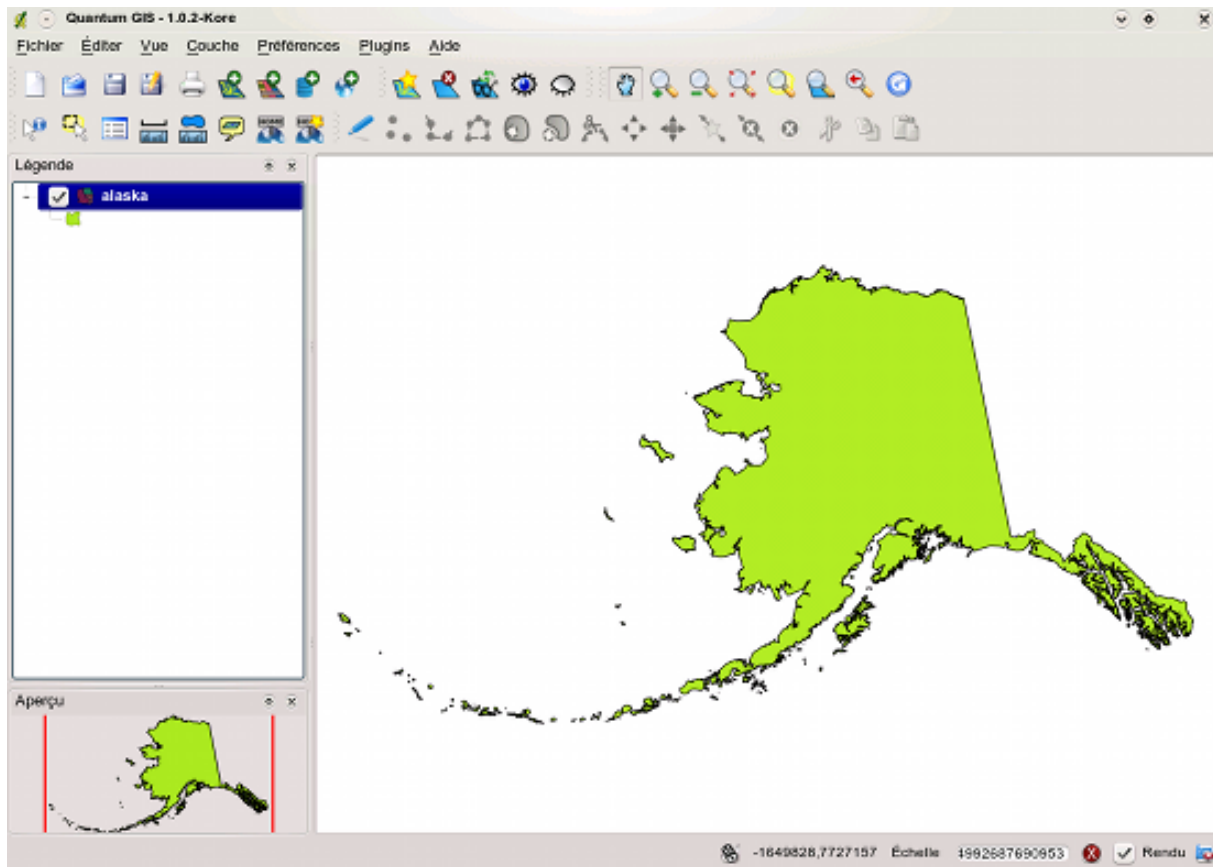 Quantum GIS - 1.0.2-Kore
Fichier Éditer Vue Couche Préférences Plugins Aide
Légende
alaska
Aperçu
-1649828,7727157 Échelle 4992687690953 Rendu